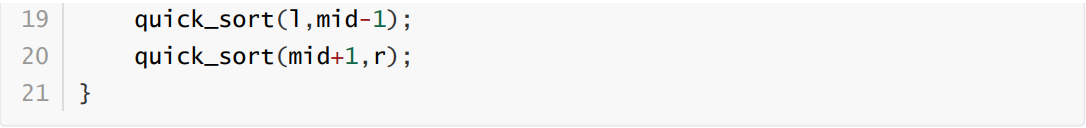 19 quick_sort(l,mid-1);
20 quick_sort(mid+1,r);
21 }